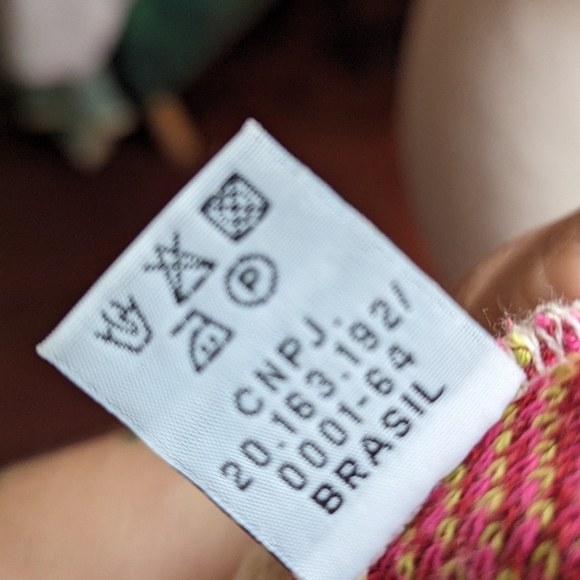 P
CNPJ.
20.163.192/
0001-64
BRASIL